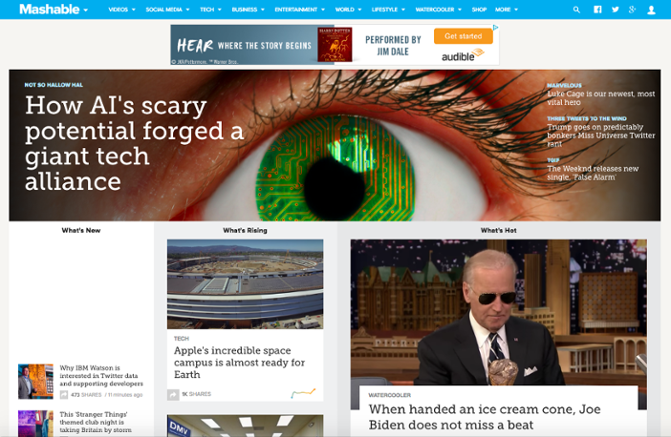 Mashable
VIDEOS SOCIAL MEDIA TECH BUSINESS ENTERTAINMENT WORLD LIFESTYLE WATERCOOLER SHOP MORE
HEAR WHERE THE STORY BEGINS
PERFORMED BY
JIM DALE
Get started
audible
NOT SO HALLOW HAL
How AI's scary
potential forged a
giant tech
alliance
MARVELOUS
Luke Cage is our newest, most
vital hero
THREE TWEETS TO THE WIND
Trump goes on predictably
bonkers Miss Universe Twitter
rant
TGIF
The Weeknd releases new
single, 'False Alarm'
What's New
What's Rising
What's Hot
Why IBM Watson is
interested in Twitter data
and supporting developers
473 SHARES / 11 minutes ago
This 'Stranger Things'
themed club night is
taking Britain by storm
TECH
Apple's incredible space
campus is almost ready for
Earth
1K SHARES
DMV
WATERCOOLER
When handed an ice cream cone, Joe
Biden does not miss a beat